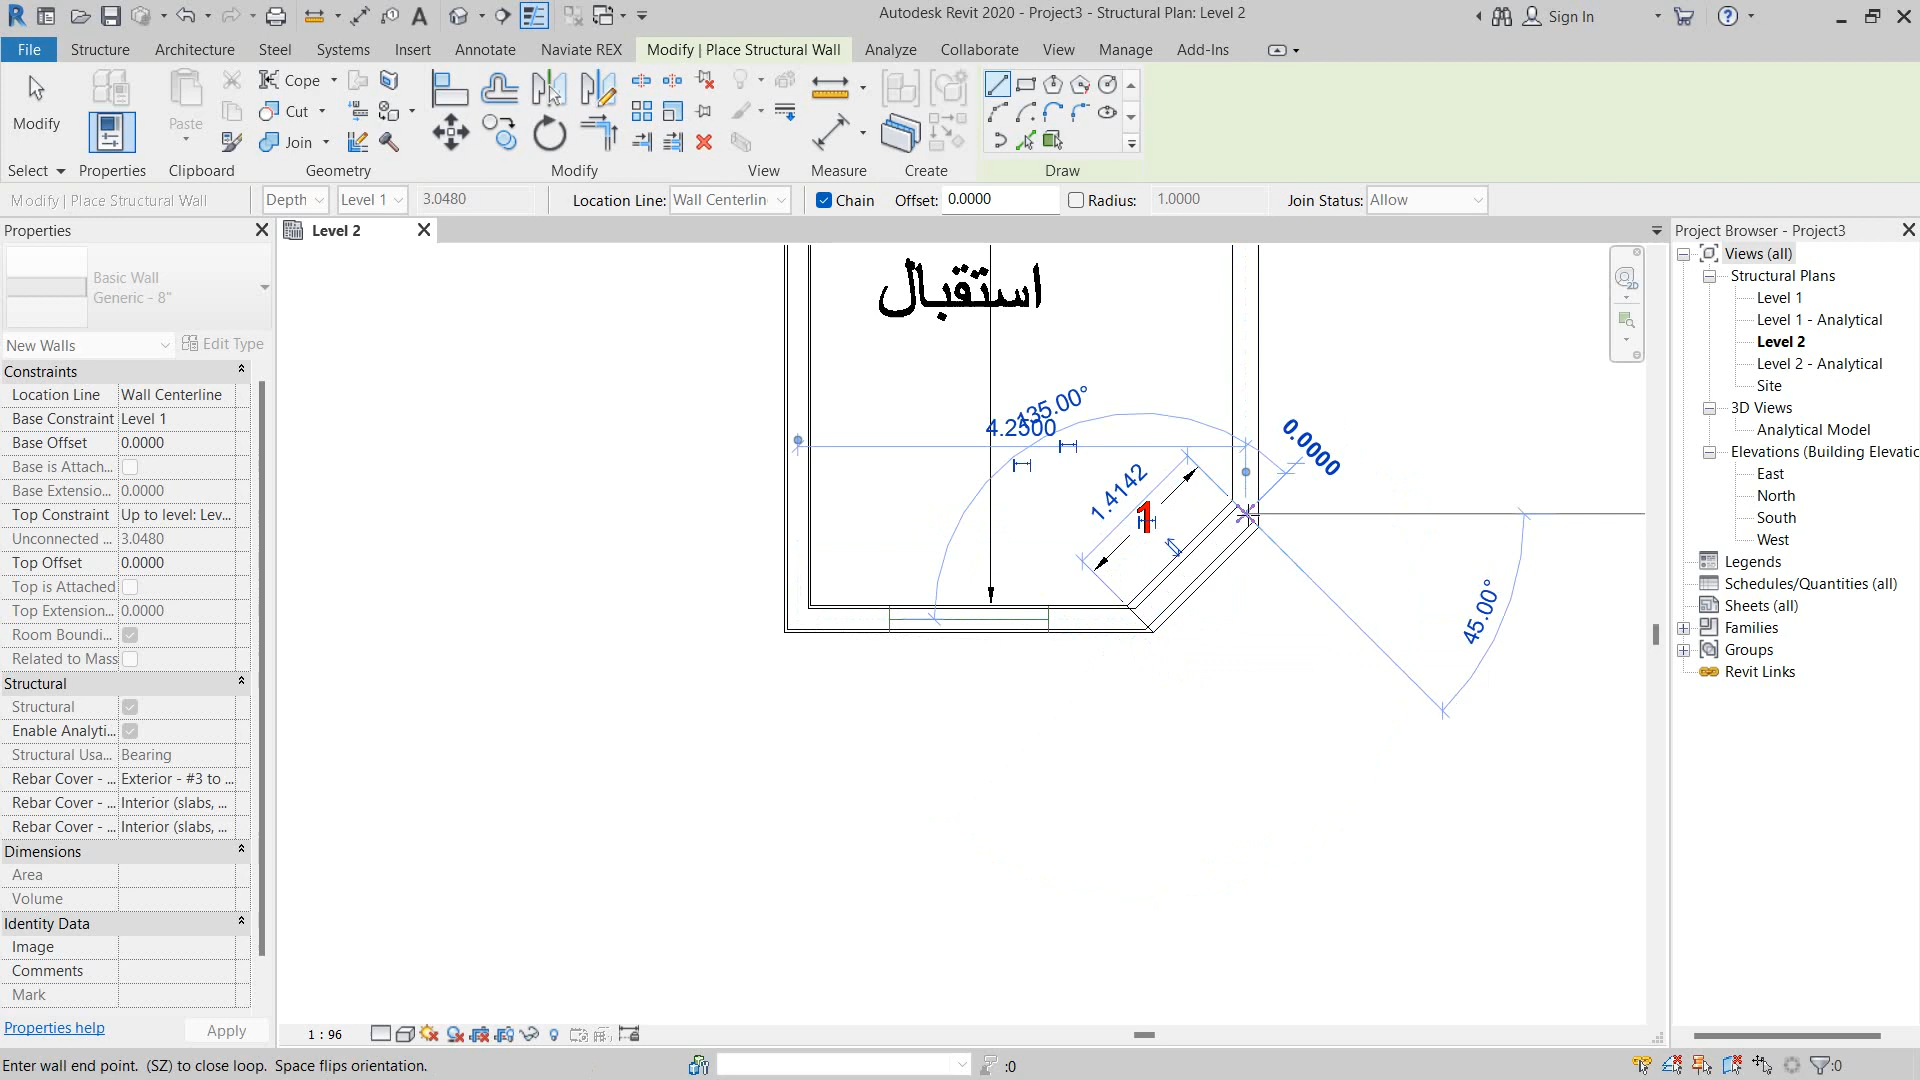 Autodesk Revit 2020 - Project3 - Structural Plan: Level 2
Sign In
File
Structure
Architecture
Steel
Systems
Insert
Annotate
Naviate REX
Modify | Place Structural Wall
Analyze
Collaborate
View
Manage
Add-Ins
Modify
Paste
Cope
Cut
Join
Select
Properties
Clipboard
Geometry
Modify
View
Measure
Create
Draw
Modify | Place Structural Wall
Depth
Level 1
3.0480
Location Line:
Wall Centerlin
Chain
Offset:
0.0000
Radius:
1.0000
Join Status:
Allow
Properties
Basic Wall
Generic - 8"
New Walls
Edit Type
Constraints
Location Line Wall Centerline
Base Constraint Level 1
Base Offset 0.0000
Base is Attach...
Base Extensio... 0.0000
Top Constraint Up to level: Lev...
Unconnected ... 3.0480
Top Offset 0.0000
Top is Attached
Top Extension... 0.0000
Room Boundi...
Related to Mass
Structural
Structural
Enable Analyti...
Structural Usa... Bearing
Rebar Cover - ... Exterior - #3 to ...
Rebar Cover - ... Interior (slabs, ...
Rebar Cover - ... Interior (slabs, ...
Dimensions
Area
Volume
Identity Data
Image
Comments
Mark
Properties help
Apply
Level 2
استقبال
135.00°
4.2500
0.0000
1.4142
1
45.00°
2D
1 : 96
Project Browser - Project3
Views (all)
Structural Plans
Level 1
Level 1 - Analytical
Level 2
Level 2 - Analytical
Site
3D Views
Analytical Model
Elevations (Building Elevatic
East
North
South
West
Legends
Schedules/Quantities (all)
Sheets (all)
Families
Groups
Revit Links
Enter wall end point. (SZ) to close loop. Space flips orientation.
:0
:0